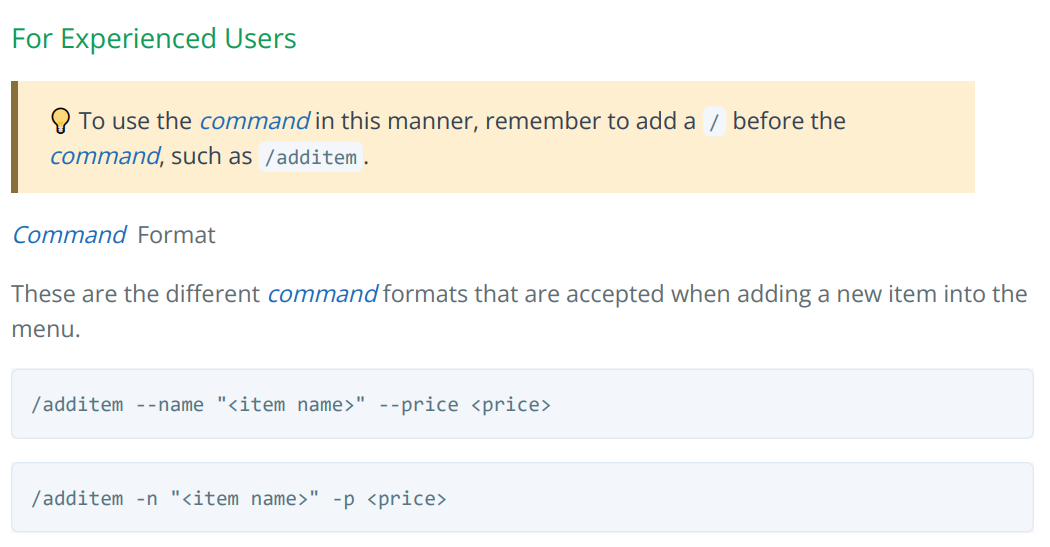 For Experienced Users
To use the command in this manner, remember to add a / before the
command, such as /additem.
Command Format
These are the different command formats that are accepted when adding a new item into the
menu.
/additem --name "<item name>" --price <price>
/additem -n "<item name>" -p <price>